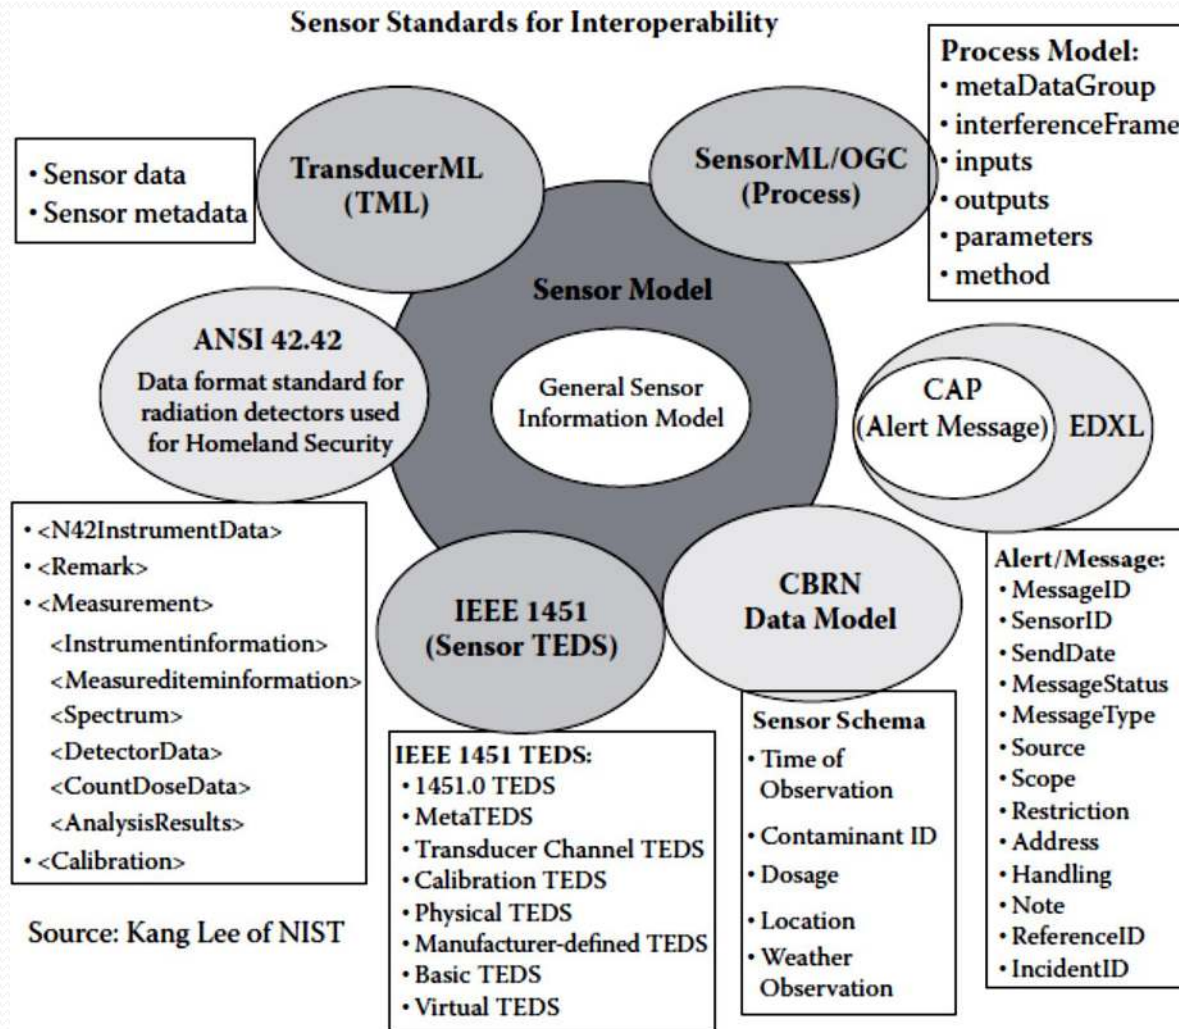 Sensor Standards for Interoperability
• Sensor data
• Sensor metadata
TransducerML
(TML)
SensorML/OGC
(Process)
Process Model:
• metaDataGroup
• interferenceFrame
• inputs
• outputs
• parameters
• method
Sensor Model
General Sensor
Information Model
ANSI 42.42
Data format standard for
radiation detectors used
for Homeland Security
CAP
(Alert Message)
EDXL
• <N42InstrumentData>
• <Remark>
• <Measurement>
<Instrumentinformation>
<Measurediteminformation>
<Spectrum>
<DetectorData>
<CountDoseData>
<AnalysisResults>
• <Calibration>
IEEE 1451
(Sensor TEDS)
CBRN
Data Model
IEEE 1451 TEDS:
• 1451.0 TEDS
• MetaTEDS
• Transducer Channel TEDS
• Calibration TEDS
• Physical TEDS
• Manufacturer-defined TEDS
• Basic TEDS
• Virtual TEDS
Sensor Schema
• Time of
Observation
• Contaminant ID
• Dosage
• Location
• Weather
Observation
Alert/Message:
• MessageID
• SensorID
• SendDate
• MessageStatus
• MessageType
• Source
• Scope
• Restriction
• Address
• Handling
• Note
• ReferenceID
• IncidentID
Source: Kang Lee of NIST